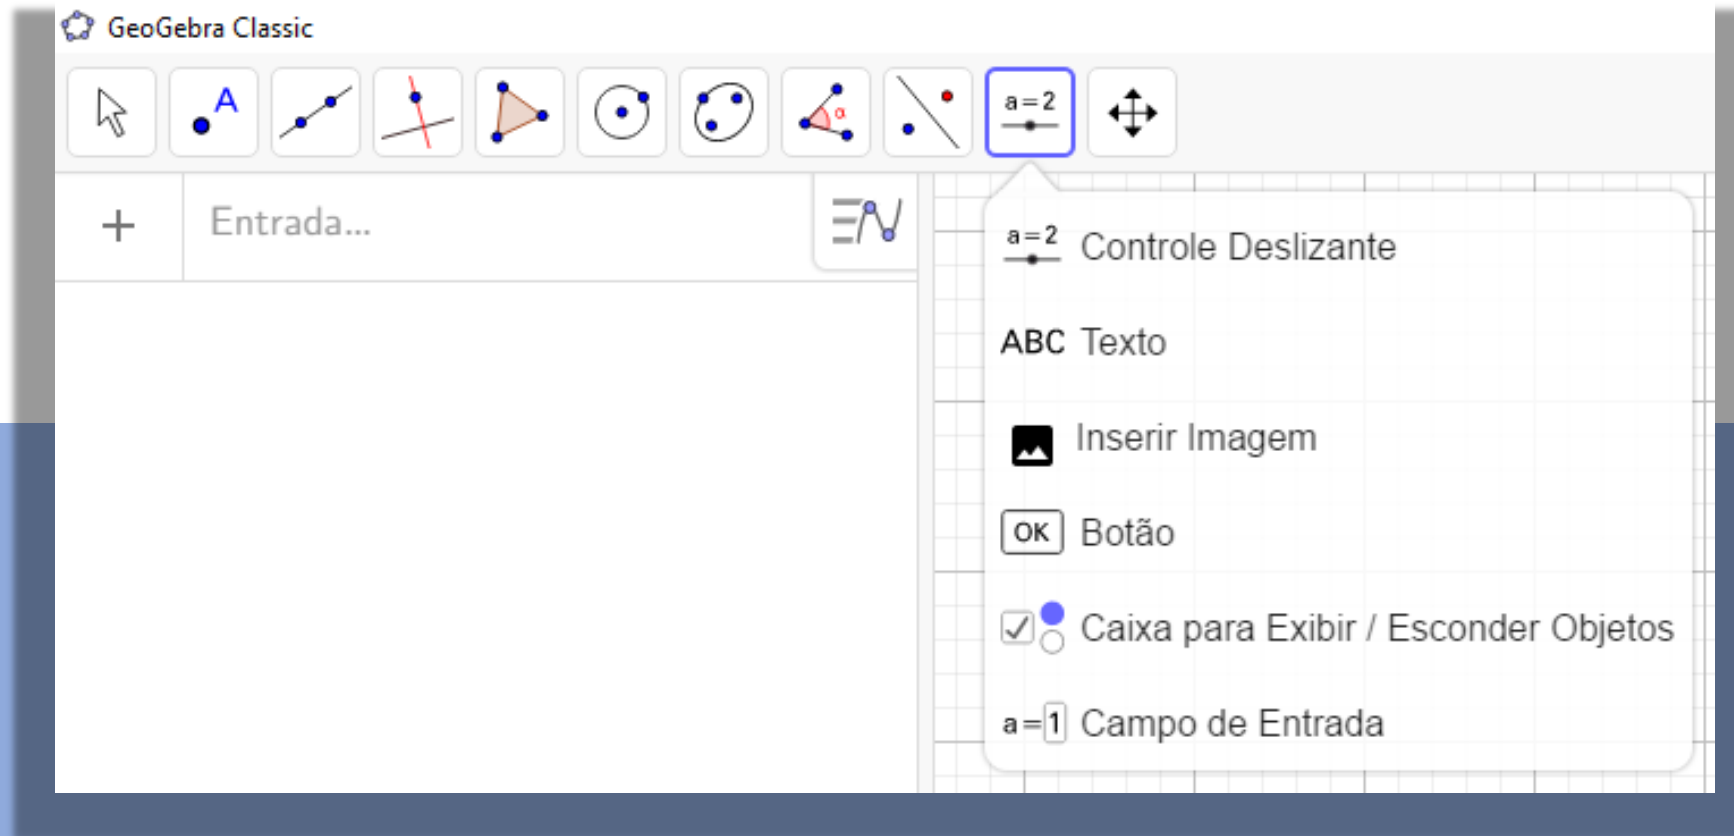 GeoGebra Classic
A
α
a=2
Entrada...
a=2 Controle Deslizante
ABC Texto
Inserir Imagem
OK Botão
Caixa para Exibir / Esconder Objetos
a=1 Campo de Entrada